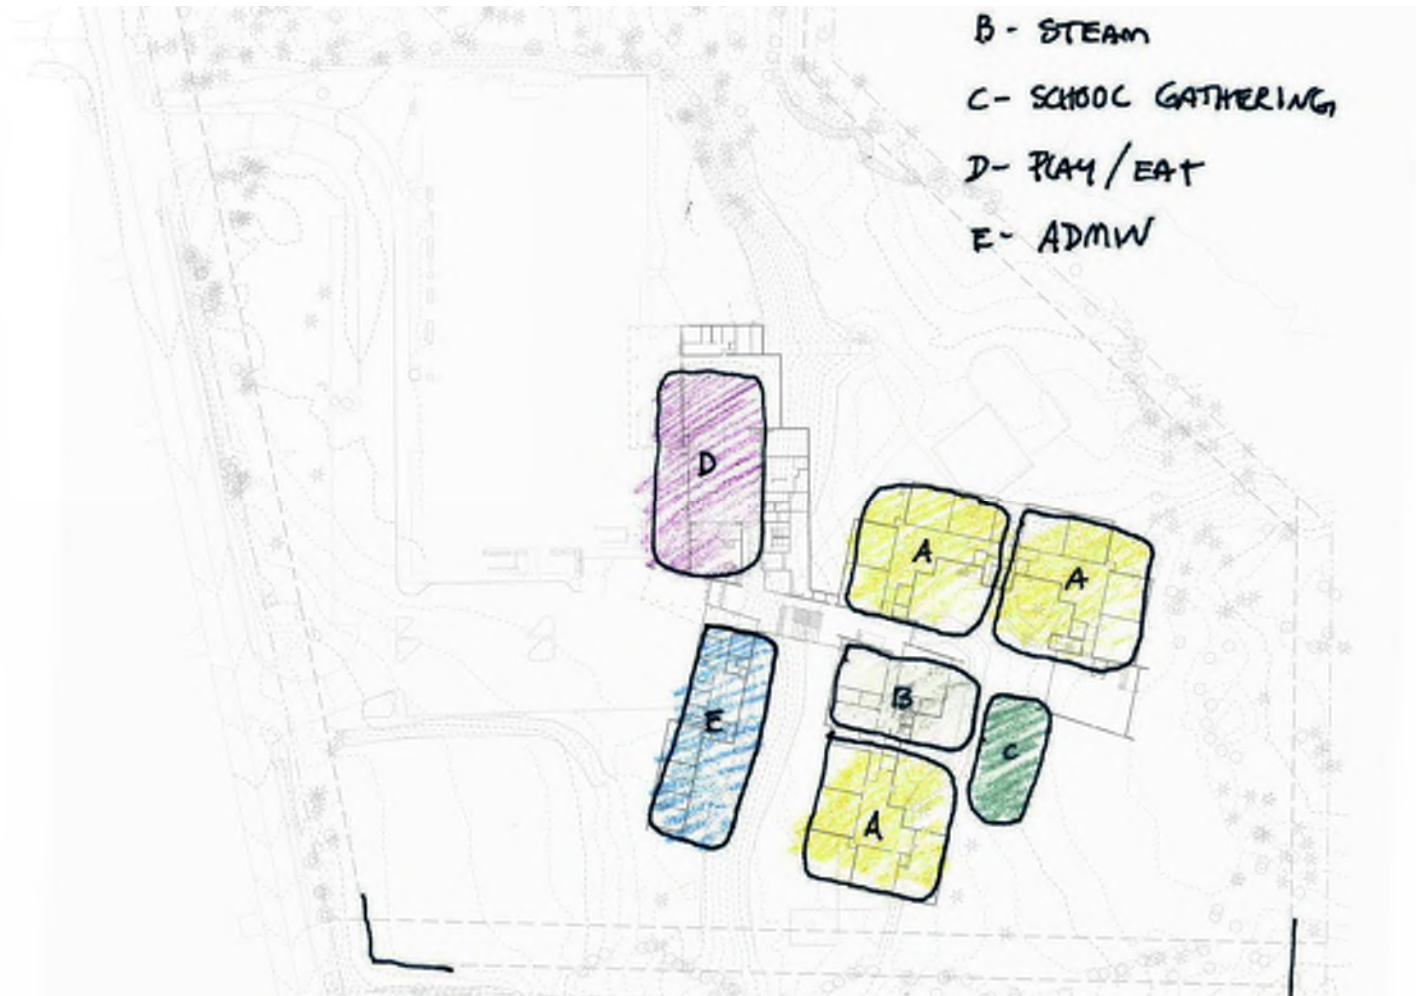 B- STEAM
C- SCHOOL GATHERING
D- PLAY/EAT
E- ADMIN
D
A
A
B
E
C
A